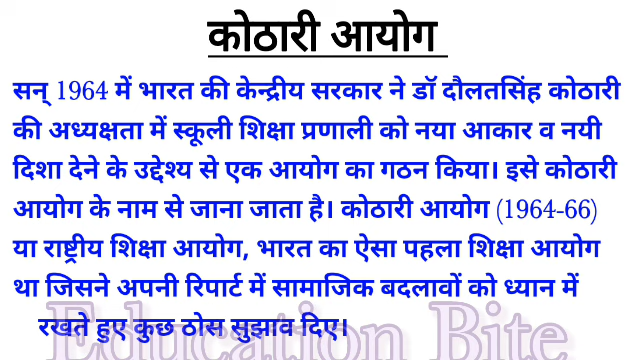 कोठारी आयोग
सन् 1964 में भारत की केन्द्रीय सरकार ने डॉ दौलतसिंह कोठारी
की अध्यक्षता में स्कूली शिक्षा प्रणाली को नया आकार व नयी
दिशा देने के उद्देश्य से एक आयोग का गठन किया। इसे कोठारी
आयोग के नाम से जाना जाता है। कोठारी आयोग (1964-66)
या राष्ट्रीय शिक्षा आयोग, भारत का ऐसा पहला शिक्षा आयोग
था जिसने अपनी रिपार्ट में सामाजिक बदलावों को ध्यान में
रखते हुए कुछ ठोस सुझाव दिए।
Education Bite